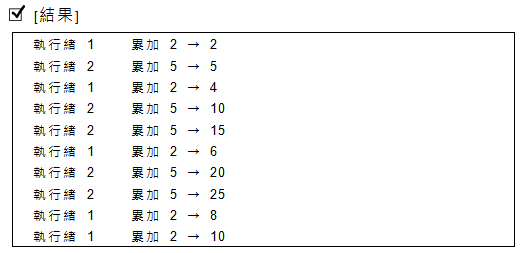 [結果]
執行緒 1 累加 2 → 2
執行緒 2 累加 5 → 5
執行緒 1 累加 2 → 4
執行緒 2 累加 5 → 10
執行緒 2 累加 5 → 15
執行緒 1 累加 2 → 6
執行緒 2 累加 5 → 20
執行緒 2 累加 5 → 25
執行緒 1 累加 2 → 8
執行緒 1 累加 2 → 10